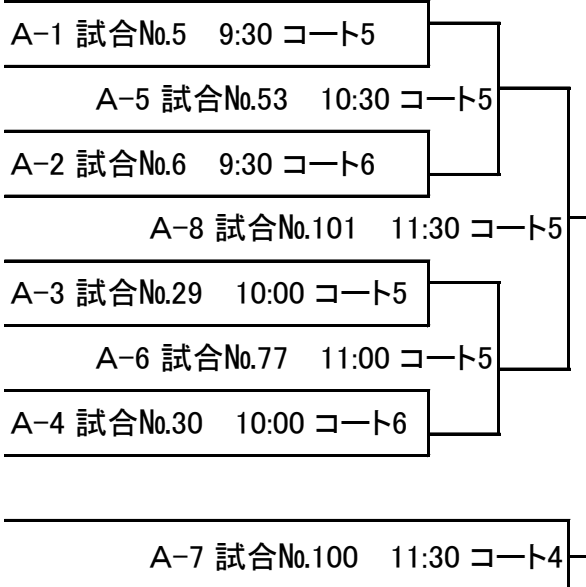 A-1 試合№5　9:30 コート5
A-5 試合№53　10:30 コート5
A-2 試合№6　9:30 コート6
A-8 試合№101　11:30 コート5
A-3 試合№29　10:00 コート5
A-6 試合№77　11:00 コート5
A-4 試合№30　10:00 コート6
A-7 試合№100　11:30 コート4